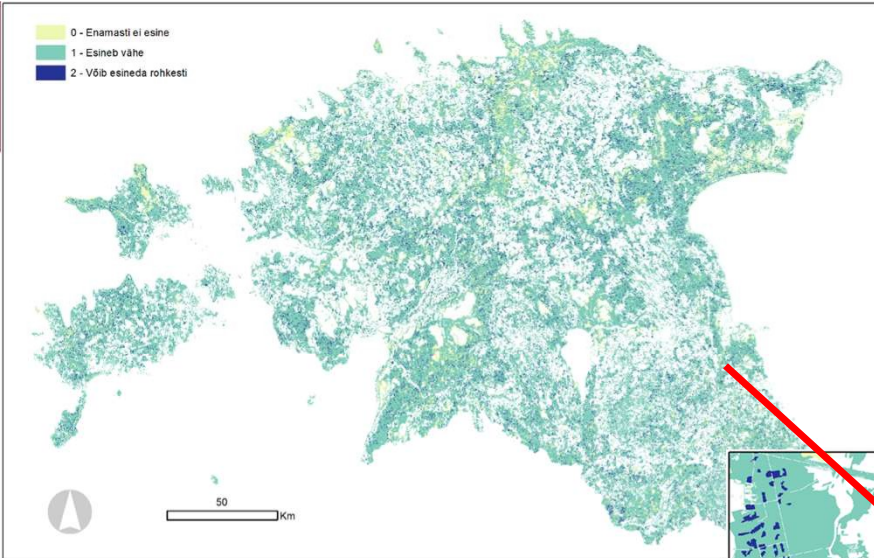 0 - Enamasti ei esine
1 - Esineb vähe
2 - Võib esineda rohkesti
50
Km